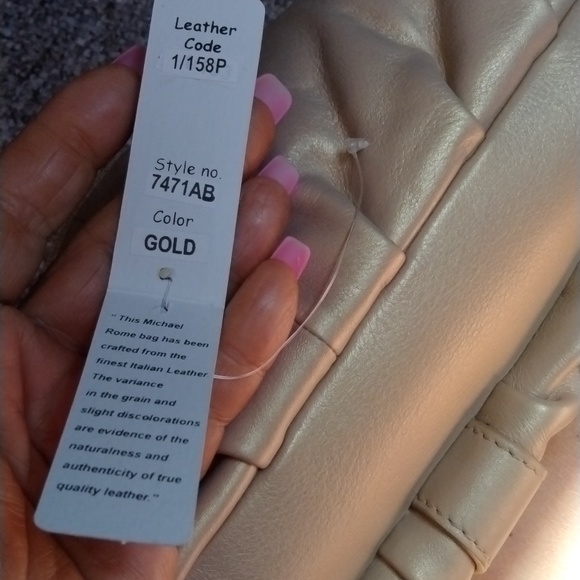 Leather
Code
1/158P
Style no.
7471AB
Color
GOLD
"This Michael
Rome bag has been
crafted from the
finest Italian Leather
The variance
in the grain and
slight discolorations
are evidence of the
naturalness and
authenticity of true
quality leather."